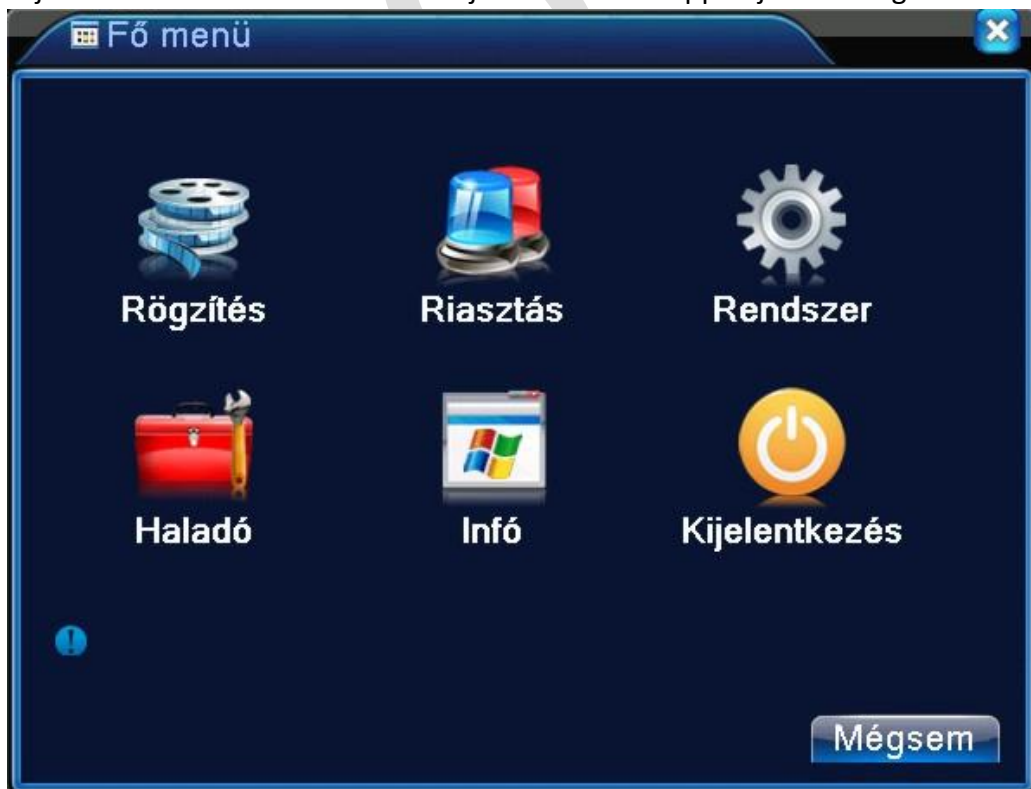 Fő menü
Rögzítés Riasztás Rendszer
Haladó Infó Kijelentkezés
Mégsem